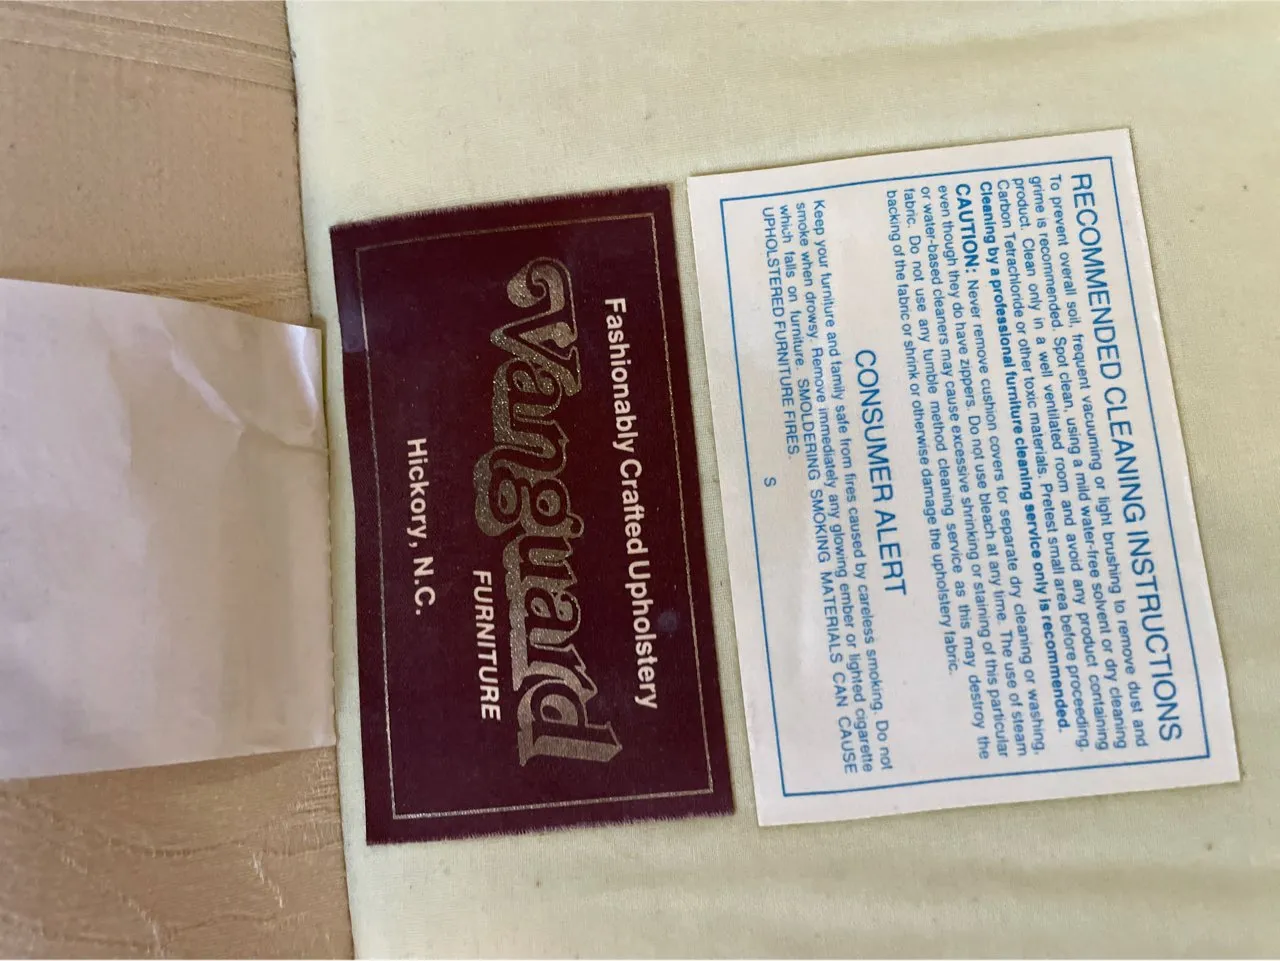 RECOMMENDED CLEANING INSTRUCTIONS
To prevent overall soil, frequent vacuuming or light brushing to remove dust and
grime is recommended. Spot clean, using a mild water-free solvent or dry cleaning
product. Clean only in a well ventilated room and avoid any product containing
Carbon Tetrachloride or other toxic materials. Pretest small area before proceeding.
Cleaning by a professional furniture cleaning service only is recommended.
CAUTION: Never remove cushion covers for separate dry cleaning or washing,
even though they do have zippers. Do not use bleach at any time. The use of steam
or water-based cleaners may cause excessive shrinking or staining of this particular
fabric. Do not use any tumble method cleaning service as this may destroy the
backing of the fabric or shrink or otherwise damage the upholstery fabric.
CONSUMER ALERT
Keep your furniture and family safe from fires caused by careless smoking. Do not
smoke when drowsy. Remove immediately any glowing ember or lighted cigarette
which falls on furniture. SMOLDERING SMOKING MATERIALS CAN CAUSE
UPHOLSTERED FURNITURE FIRES.
S
Fashionably Crafted Upholstery
Vanguard
FURNITURE
Hickory, N.C.